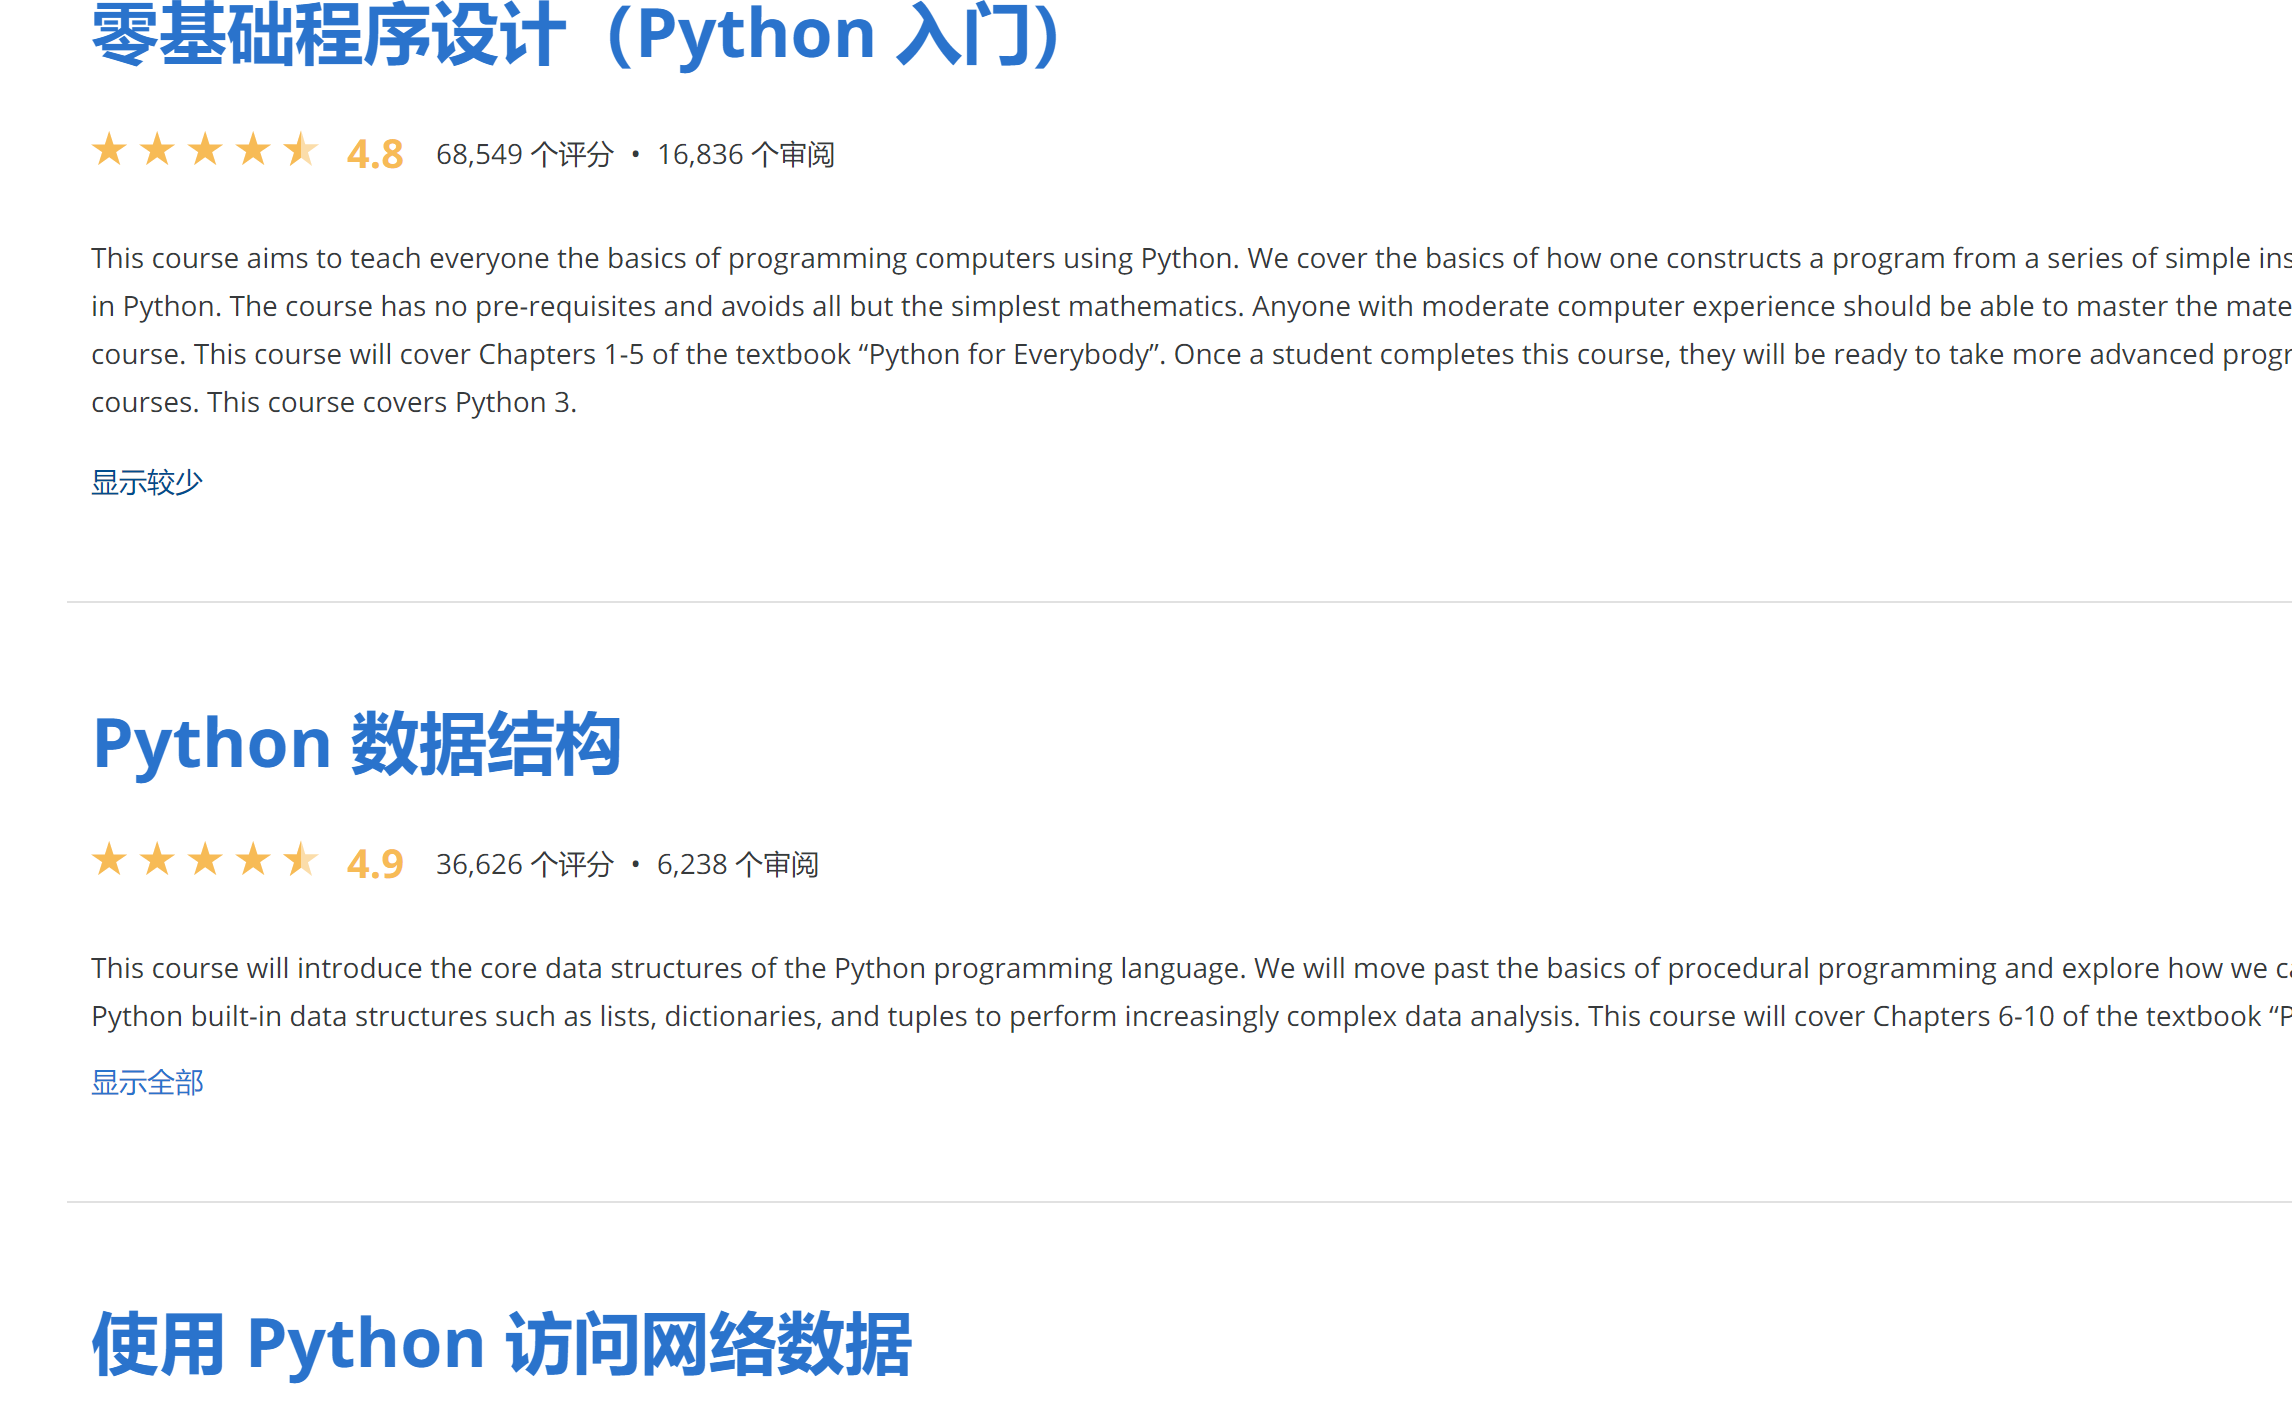 零基础程序设计（Python 入门）
4.8 68,549 个评分 • 16,836 个审阅
This course aims to teach everyone the basics of programming computers using Python. We cover the basics of how one constructs a program from a series of simple
in Python. The course has no pre-requisites and avoids all but the simplest mathematics. Anyone with moderate computer experience should be able to master the
course. This course will cover Chapters 1-5 of the textbook “Python for Everybody”. Once a student completes this course, they will be ready to take more advanced
courses. This course covers Python 3.
显示较少
Python 数据结构
4.9 36,626 个评分 • 6,238 个审阅
This course will introduce the core data structures of the Python programming language. We will move past the basics of procedural programming and explore how we
Python built-in data structures such as lists, dictionaries, and tuples to perform increasingly complex data analysis. This course will cover Chapters 6-10 of the textbook
显示全部
使用 Python 访问网络数据